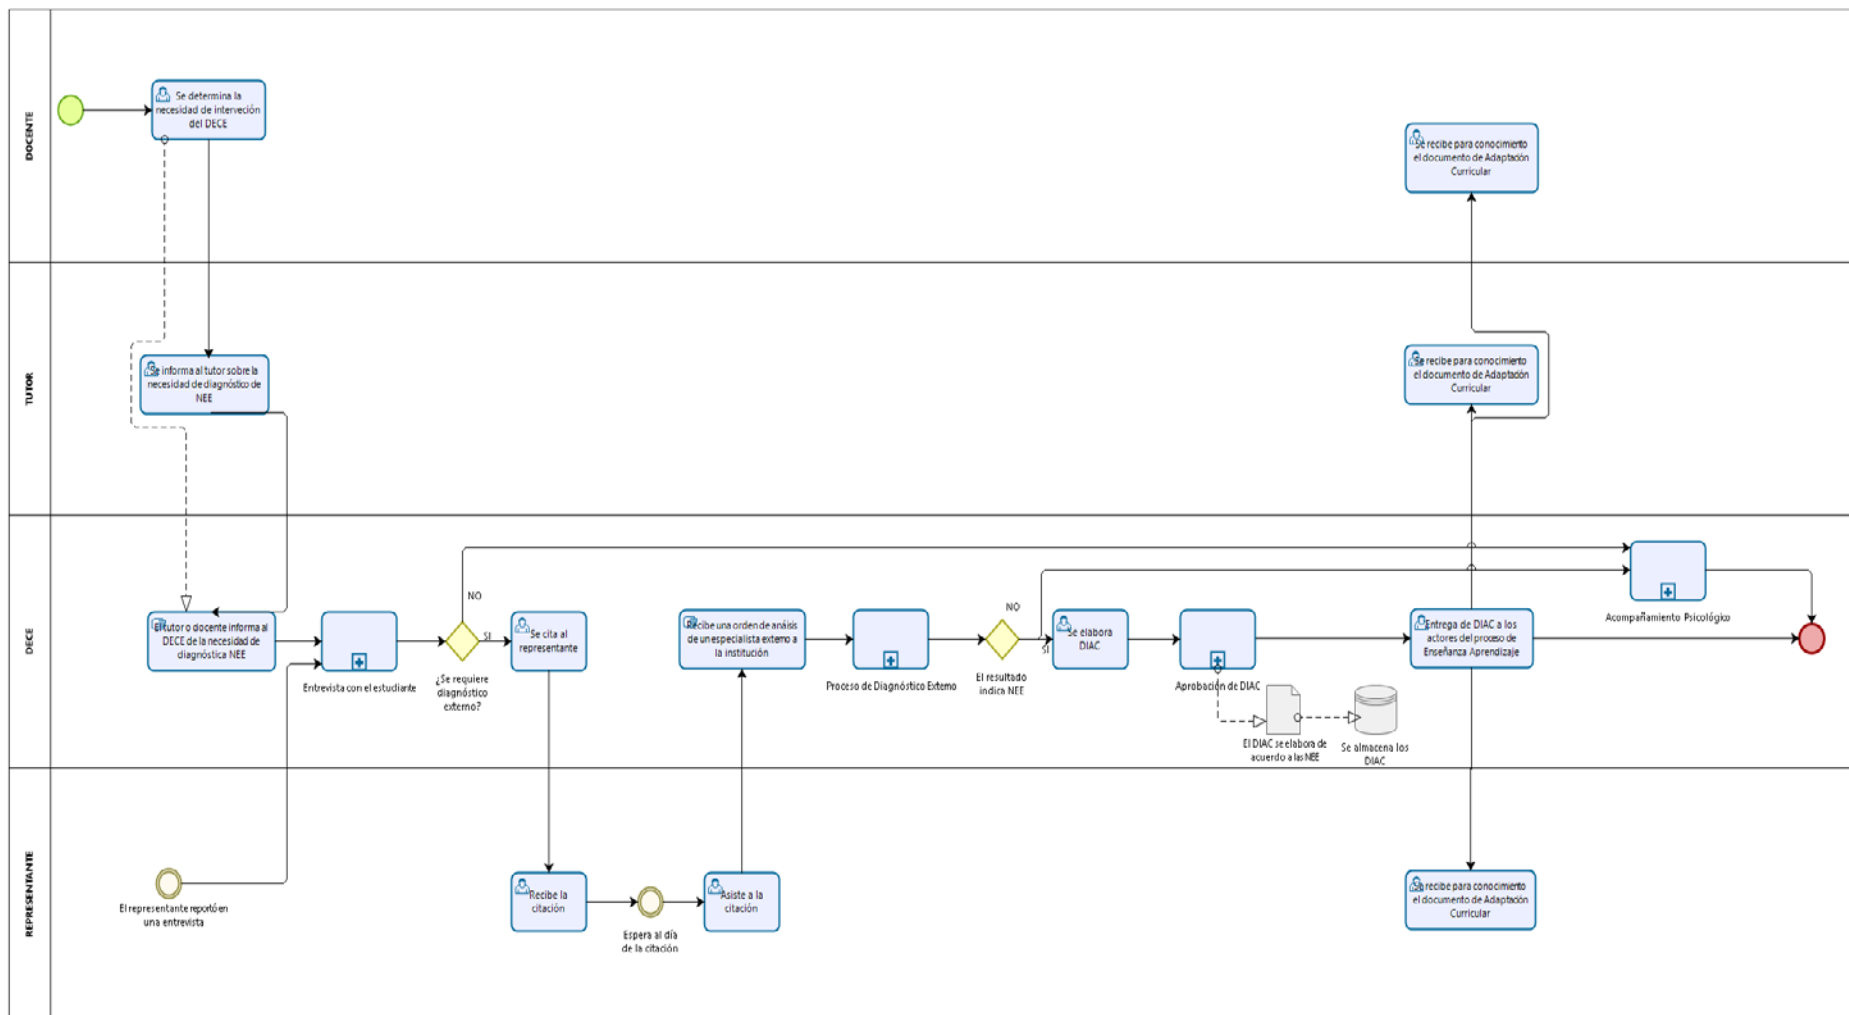 DOCENTE
Se determina la
necesidad de interveción
del DECE
Se recibe para conocimiento
el documento de Adaptación
Curricular
TUTOR
Se informa al tutor sobre la
necesidad de diagnóstico de
NEE
Se recibe para conocimiento
el documento de Adaptación
Curricular
DECE
El tutor o docente informa al
DECE de la necesidad de
diagnóstica NEE
Entrevista con el estudiante
NO
SI
¿Se requiere
diagnóstico
externo?
Se cita al
representante
Recibe una orden de análisis
de un especialista externo a
la institución
Proceso de Diagnóstico Externo
NO
SI
El resultado
indica NEE
Se elabora
DIAC
Aprobación de DIAC
El DIAC se elabora de
acuerdo a las NEE
Se almacena los
DIAC
Entrega de DIAC a los
actores del proceso de
Enseñanza Aprendizaje
Acompañamiento Psicológico
REPRESENTANTE
El representante reportó en
una entrevista
Recibe la
citación
Espera al día
de la citación
Asiste a la
citación
Se recibe para conocimiento
el documento de Adaptación
Curricular